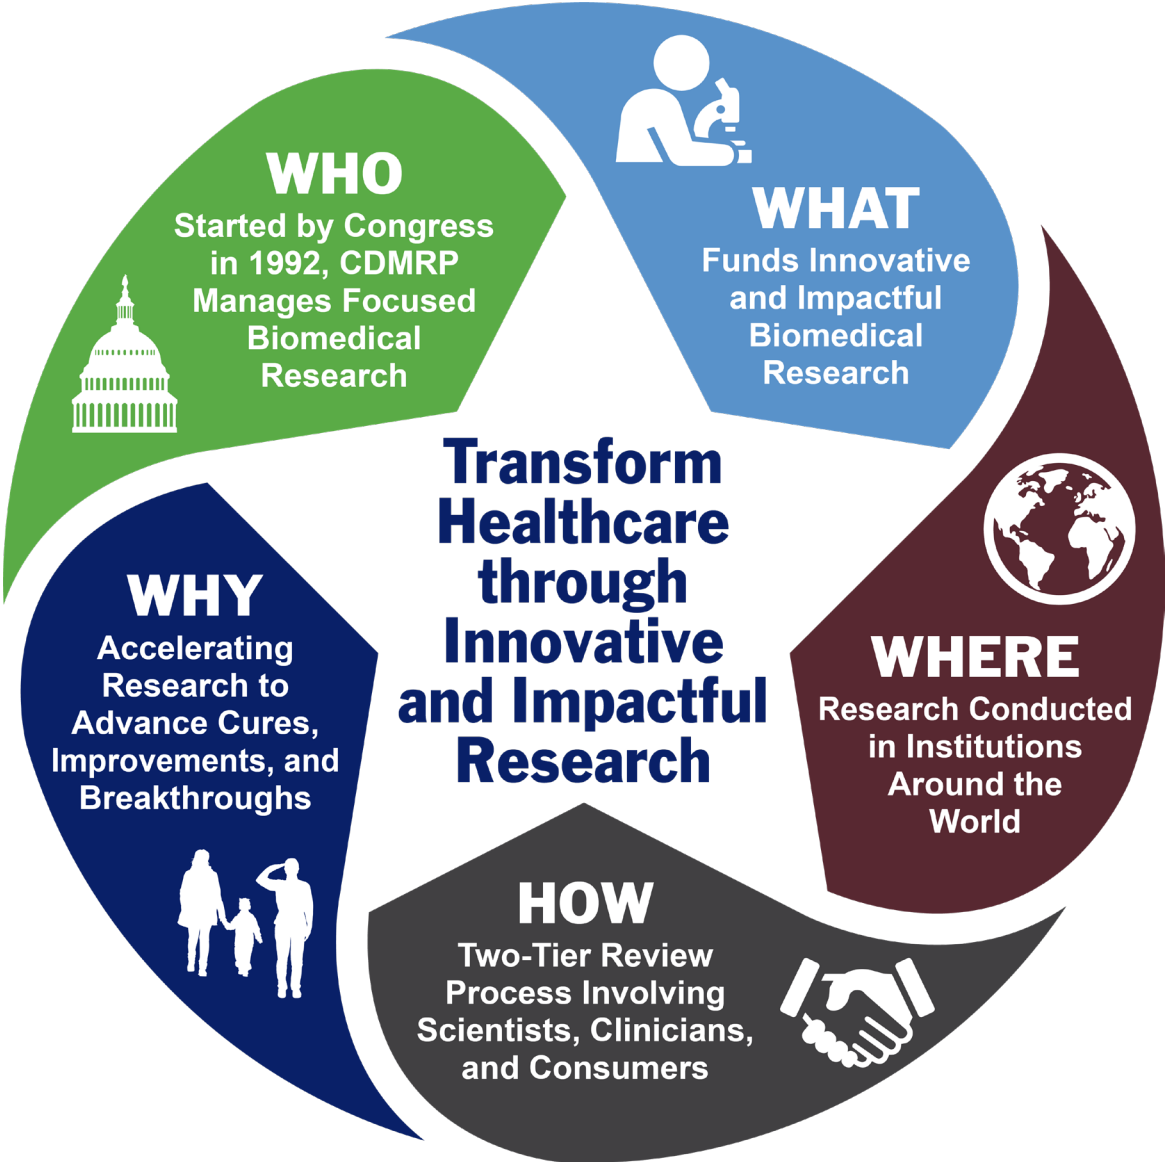 WHO
Started by Congress
in 1992, CDMRP
Manages Focused
Biomedical
Research
WHAT
Funds Innovative
and Impactful
Biomedical
Research
WHERE
Research Conducted
in Institutions
Around the
World
HOW
Two-Tier Review
Process Involving
Scientists, Clinicians,
and Consumers
WHY
Accelerating
Research to
Advance Cures,
Improvements, and
Breakthroughs
Transform
Healthcare
through
Innovative
and Impactful
Research